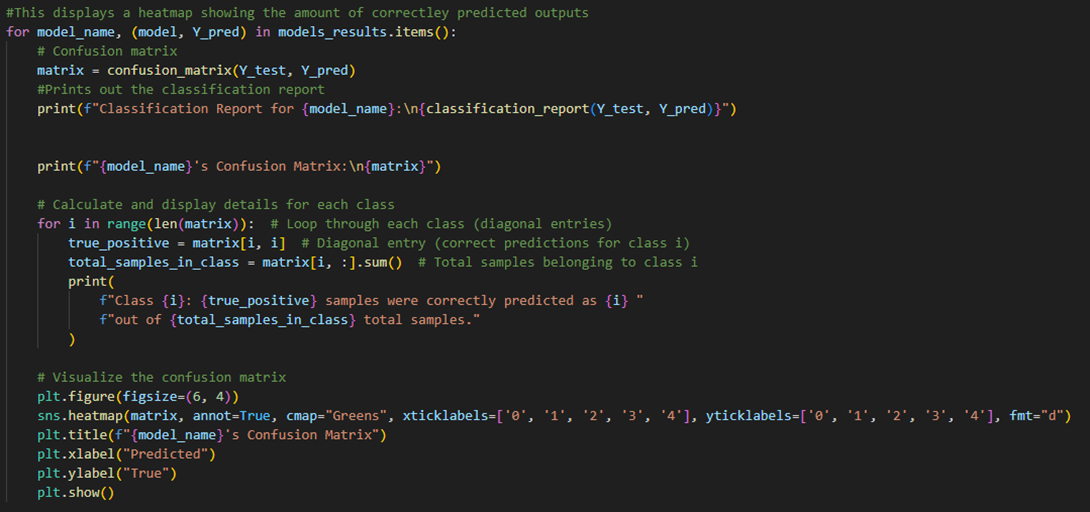 #This displays a heatmap showing the amount of correctley predicted outputs
for model_name, (model, Y_pred) in models_results.items():
    # Confusion matrix
    matrix = confusion_matrix(Y_test, Y_pred)
    #Prints out the classification report
    print(f"Classification Report for {model_name}:\n{classification_report(Y_test, Y_pred)}")


    print(f"{model_name}'s Confusion Matrix:\n{matrix}")

    # Calculate and display details for each class
    for i in range(len(matrix)):  # Loop through each class (diagonal entries)
        true_positive = matrix[i, i]  # Diagonal entry (correct predictions for class i)
        total_samples_in_class = matrix[i, :].sum()  # Total samples belonging to class i
        print(
            f"Class {i}: {true_positive} samples were correctly predicted as {i} "
            f"out of {total_samples_in_class} total samples."
        )

    # Visualize the confusion matrix
    plt.figure(figsize=(6, 4))
    sns.heatmap(matrix, annot=True, cmap="Greens", xticklabels=['0', '1', '2', '3', '4'], yticklabels=['0', '1', '2', '3', '4'], fmt="d")
    plt.title(f"{model_name}'s Confusion Matrix")
    plt.xlabel("Predicted")
    plt.ylabel("True")
    plt.show()